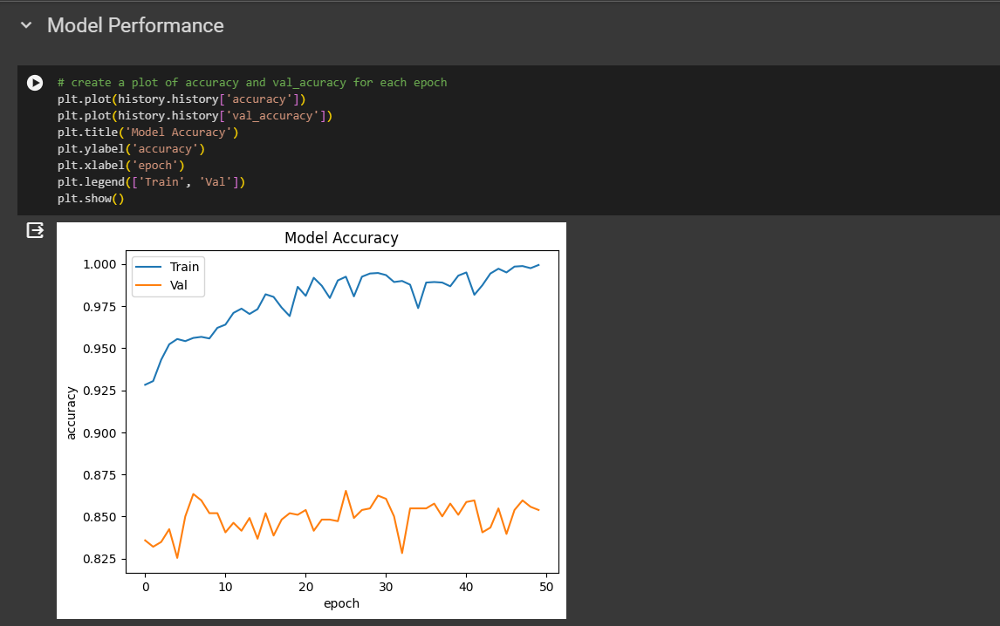 Model Performance
# create a plot of accuracy and val_acuracy for each epoch
plt.plot(history.history['accuracy'])
plt.plot(history.history['val_accuracy'])
plt.title('Model Accuracy')
plt.ylabel('accuracy')
plt.xlabel('epoch')
plt.legend(['Train', 'Val'])
plt.show()
Model Accuracy
Train
Val
1.000
0.975
0.950
0.925
0.900
0.875
0.850
0.825
accuracy
0 10 20 30 40 50
epoch